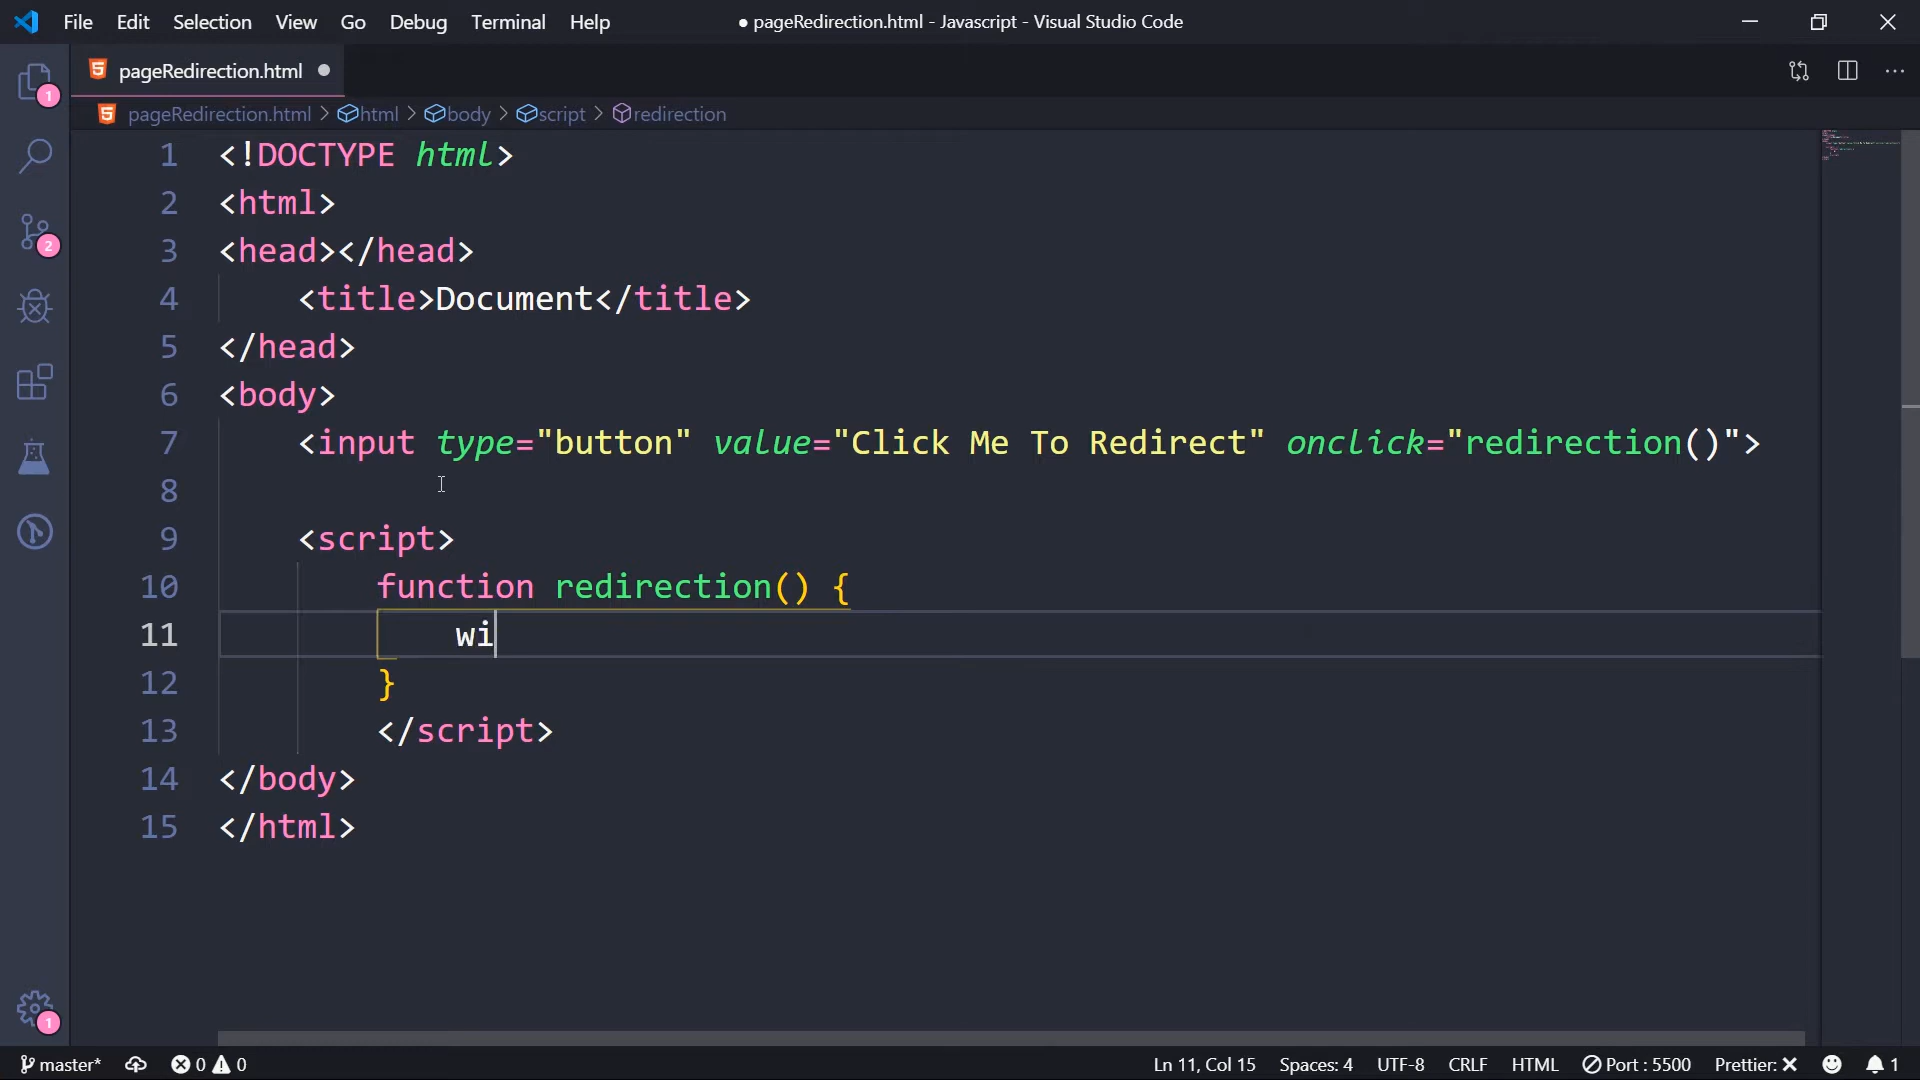 File Edit Selection View Go Debug Terminal Help ● pageRedirection.html - Javascript - Visual Studio Code
pageRedirection.html ●
pageRedirection.html > html > body > script > redirection
1 <!DOCTYPE html>
2 <html>
3 <head></head>
4 <title>Document</title>
5 </head>
6 <body>
7 <input type="button" value="Click Me To Redirect" onclick="redirection()">
8
9 <script>
10 function redirection() {
11 wi
12 }
13 </script>
14 </body>
15 </html>
1
2
1
master* 0 0 Ln 11, Col 15 Spaces: 4 UTF-8 CRLF HTML Port : 5500 Prettier: ✕ 1